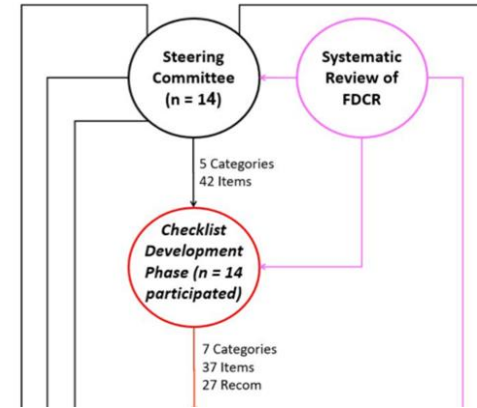 Steering
Committee
(n = 14)
Systematic
Review of
FDCR
5 Categories
42 Items
Checklist
Development
Phase (n = 14
participated)
7 Categories
37 Items
27 Recom